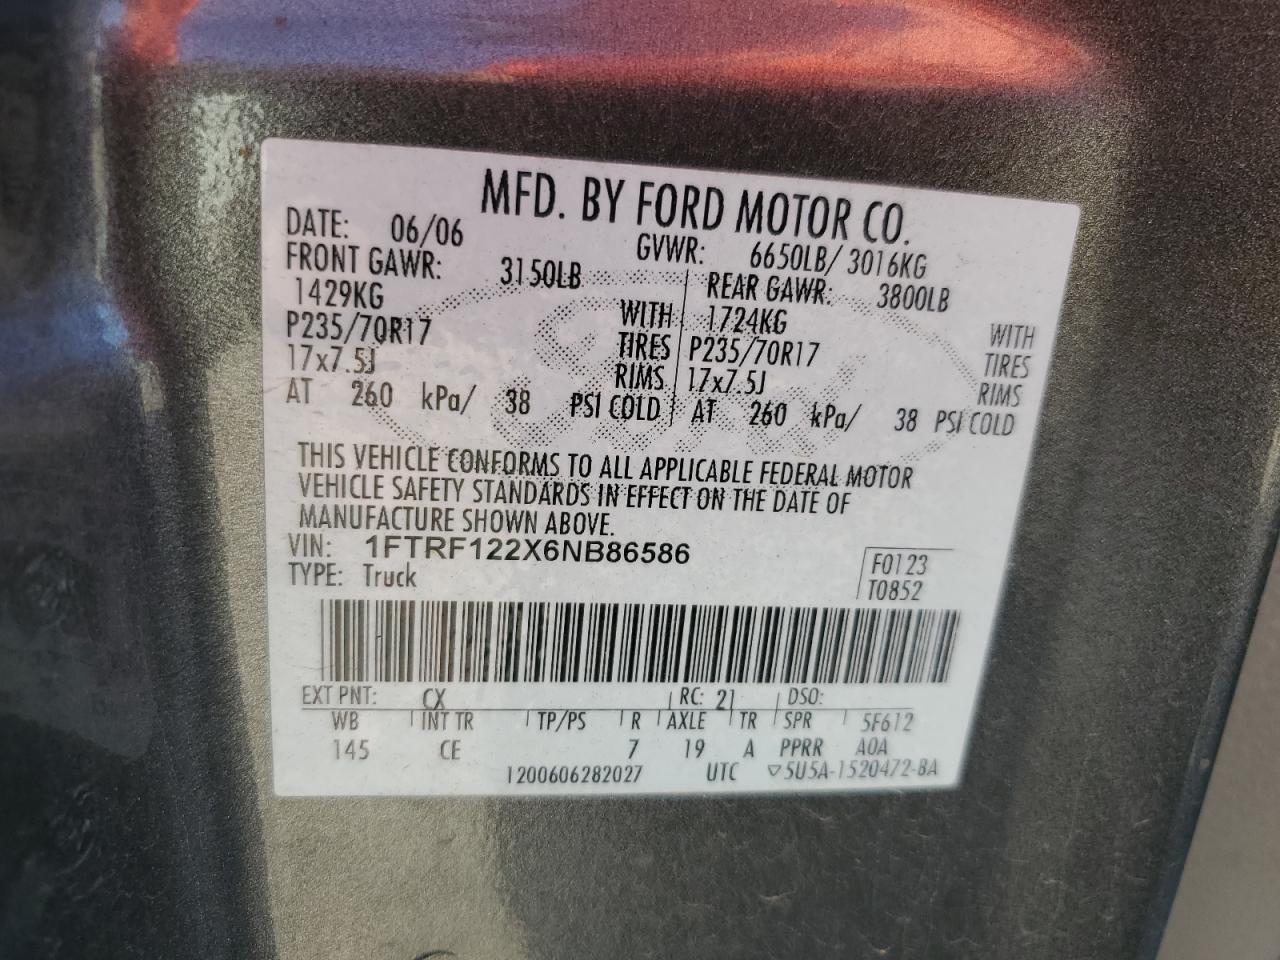 MFD. BY FORD MOTOR CO.
DATE: 06/06 GVWR: 6650LB/ 3016KG
FRONT GAWR: 3150LB REAR GAWR: 3800LB
1429KG WITH 1724KG WITH
P235/70R17 TIRES P235/70R17 TIRES
17x7.5J RIMS 17x7.5J RIMS
AT 260 kPa/ 38 PSI COLD AT 260 kPa/ 38 PSI COLD
THIS VEHICLE CONFORMS TO ALL APPLICABLE FEDERAL MOTOR
VEHICLE SAFETY STANDARDS IN EFFECT ON THE DATE OF
MANUFACTURE SHOWN ABOVE.
VIN: 1FTRF122X6NB86586
TYPE: Truck
F0123
T0852
EXT PNT: CX RC: 21 DSO:
WB INT TR TP/PS R AXLE TR SPR 5F612
145 CE 7 19 A PPRR A0A
1200606282027 UTC ▽5U5A-1520472-BA